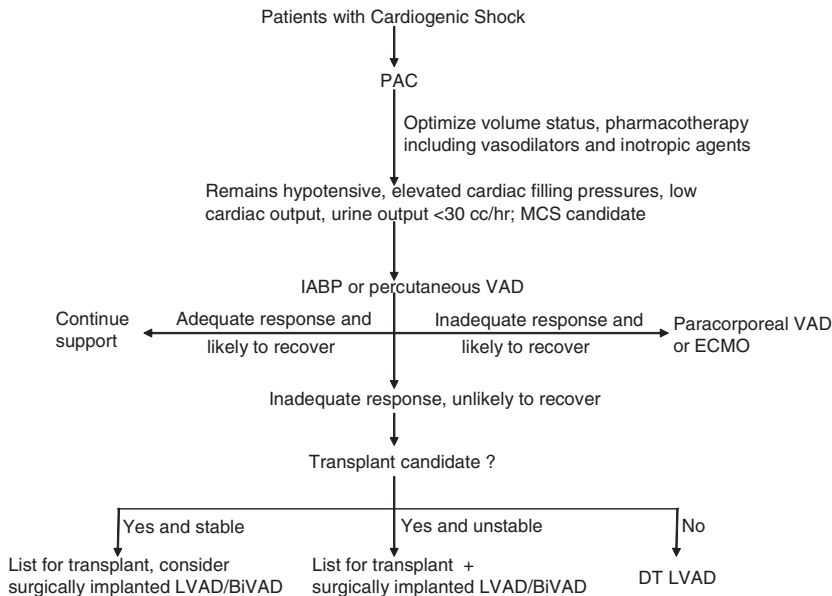 Patients with Cardiogenic Shock
PAC
Optimize volume status, pharmacotherapy
including vasodilators and inotropic agents
Remains hypotensive, elevated cardiac filling pressures, low
cardiac output, urine output <30 cc/hr; MCS candidate
IABP or percutaneous VAD
Continue
support
Adequate response and
likely to recover
Inadequate response and
likely to recover
Paracorporeal VAD
or ECMO
Inadequate response, unlikely to recover
Transplant candidate ?
Yes and stable
Yes and unstable
No
List for transplant, consider
surgically implanted LVAD/BiVAD
List for transplant +
surgically implanted LVAD/BiVAD
DT LVAD